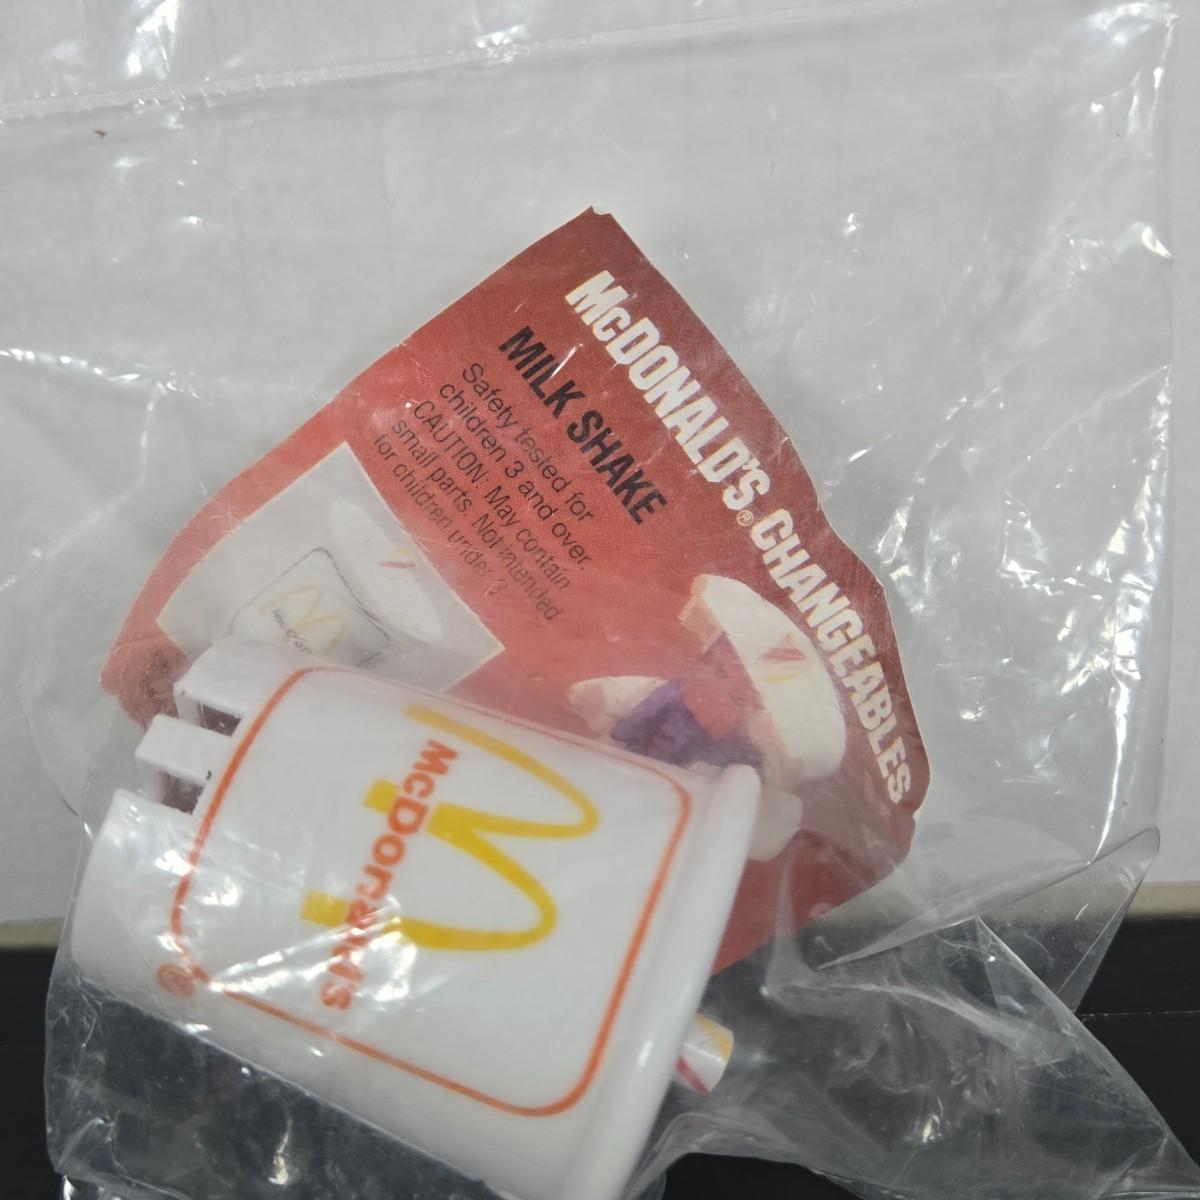 McDONALD'S® CHANGEABLES
MILK SHAKE
Safety tested for
children 3 and over.
CAUTION: May contain
small parts. Not intended
for children under 3.
McDonald's
®